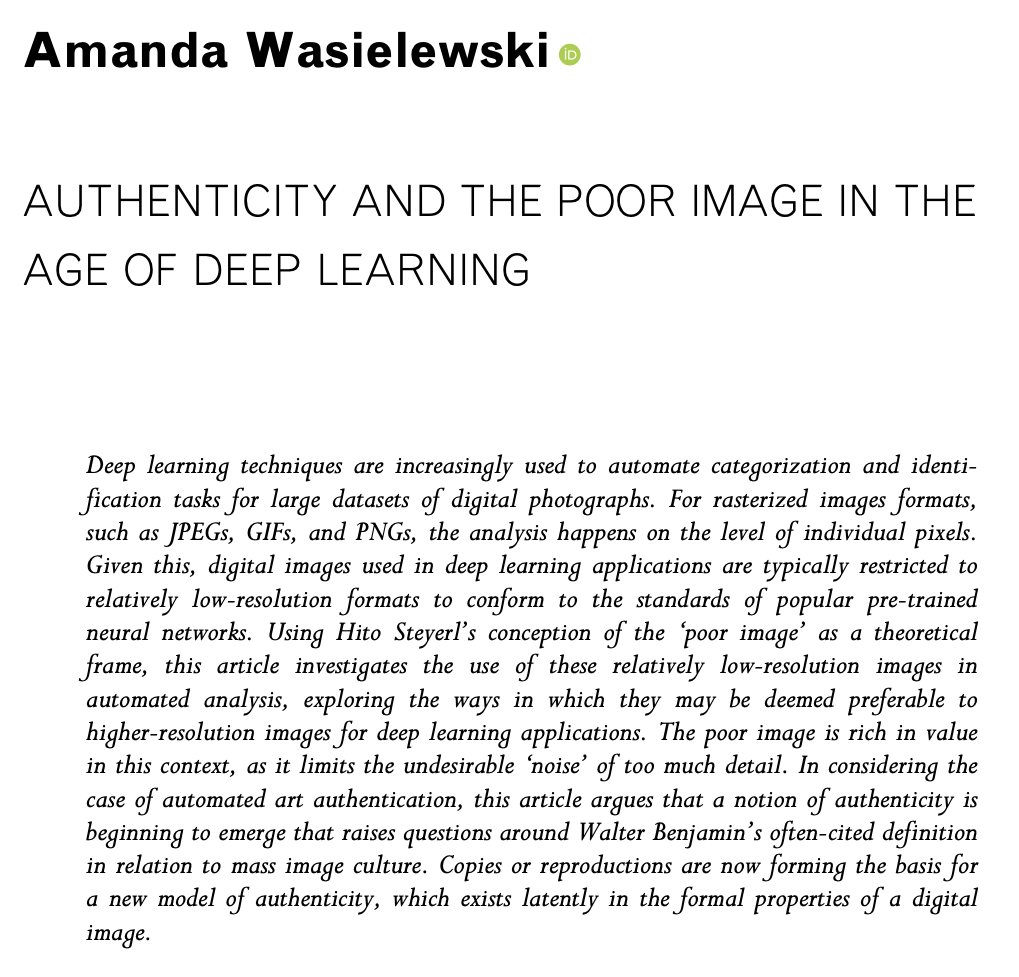 Amanda Wasielewski iD
AUTHENTICITY AND THE POOR IMAGE IN THE
AGE OF DEEP LEARNING
Deep learning techniques are increasingly used to automate categorization and identi-
fication tasks for large datasets of digital photographs. For rasterized images formats,
such as JPEGs, GIFs, and PNGs, the analysis happens on the level of individual pixels.
Given this, digital images used in deep learning applications are typically restricted to
relatively low-resolution formats to conform to the standards of popular pre-trained
neural networks. Using Hito Steyerl’s conception of the ‘poor image’ as a theoretical
frame, this article investigates the use of these relatively low-resolution images in
automated analysis, exploring the ways in which they may be deemed preferable to
higher-resolution images for deep learning applications. The poor image is rich in value
in this context, as it limits the undesirable ‘noise’ of too much detail. In considering the
case of automated art authentication, this article argues that a notion of authenticity is
beginning to emerge that raises questions around Walter Benjamin’s often-cited definition
in relation to mass image culture. Copies or reproductions are now forming the basis for
a new model of authenticity, which exists latently in the formal properties of a digital
image.